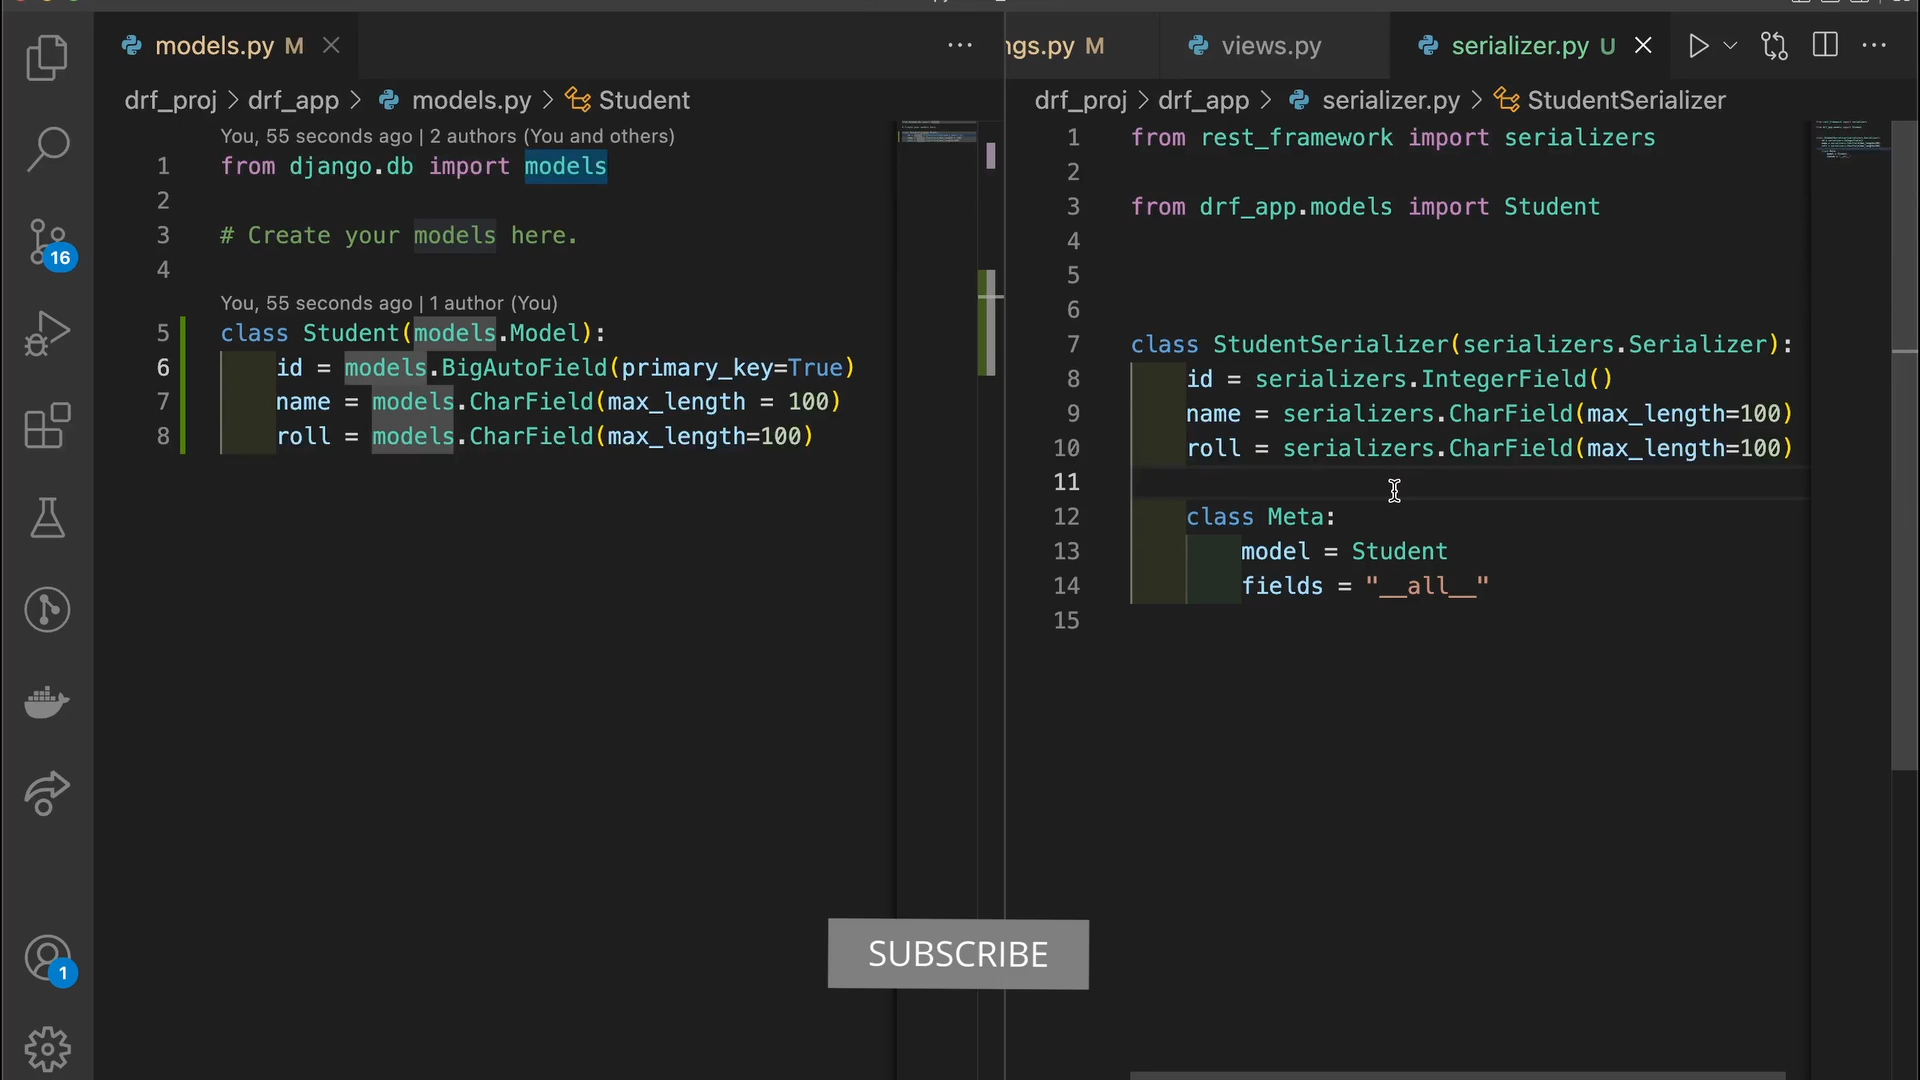 models.py M
ngs.py M
views.py
serializer.py U
drf_proj > drf_app > models.py > Student
drf_proj > drf_app > serializer.py > StudentSerializer
You, 55 seconds ago | 2 authors (You and others)
1 from django.db import models
2
3 # Create your models here.
4
You, 55 seconds ago | 1 author (You)
5 class Student(models.Model):
6 id = models.BigAutoField(primary_key=True)
7 name = models.CharField(max_length = 100)
8 roll = models.CharField(max_length=100)
1 from rest_framework import serializers
2
3 from drf_app.models import Student
4
5
6
7 class StudentSerializer(serializers.Serializer):
8 id = serializers.IntegerField()
9 name = serializers.CharField(max_length=100)
10 roll = serializers.CharField(max_length=100)
11
12 class Meta:
13 model = Student
14 fields = "__all__"
15
16
1
SUBSCRIBE